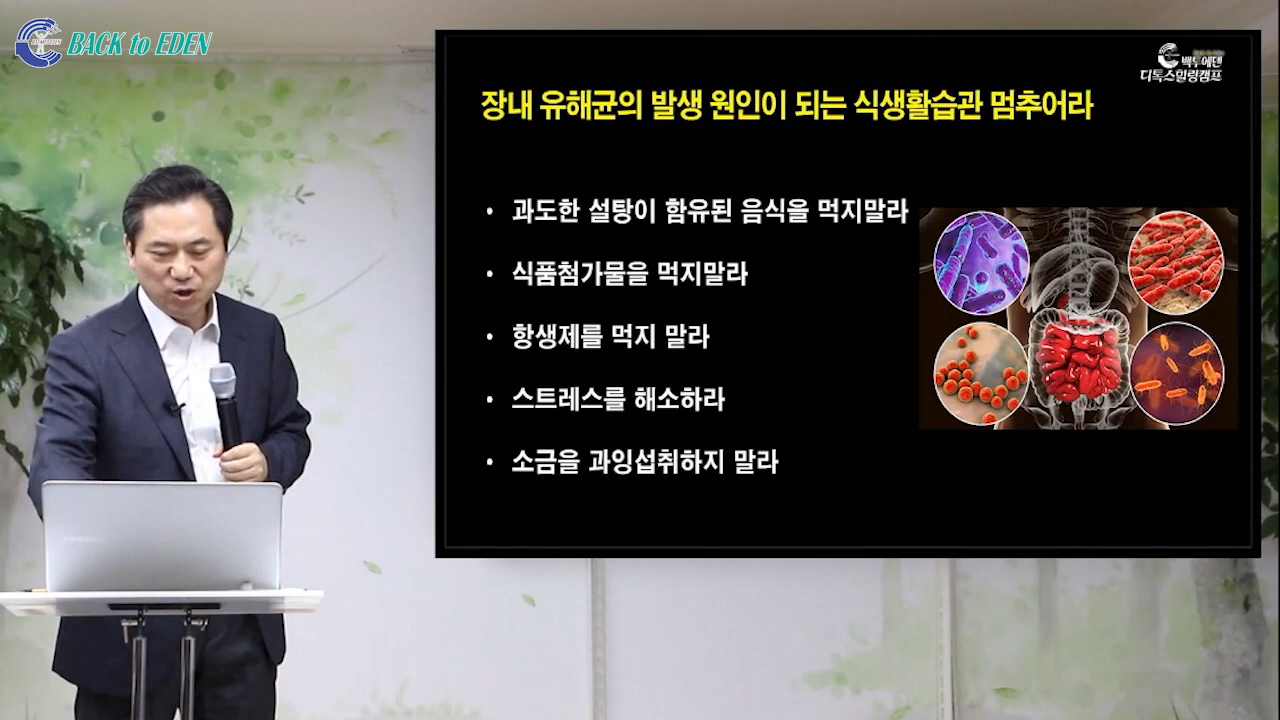 BACK to EDEN
백투에덴
디톡스힐링캠프
장내 유해균의 발생 원인이 되는 식생활습관 멈추어라
• 과도한 설탕이 함유된 음식을 먹지말라
• 식품첨가물을 먹지말라
• 항생제를 먹지 말라
• 스트레스를 해소하라
• 소금을 과잉섭취하지 말라